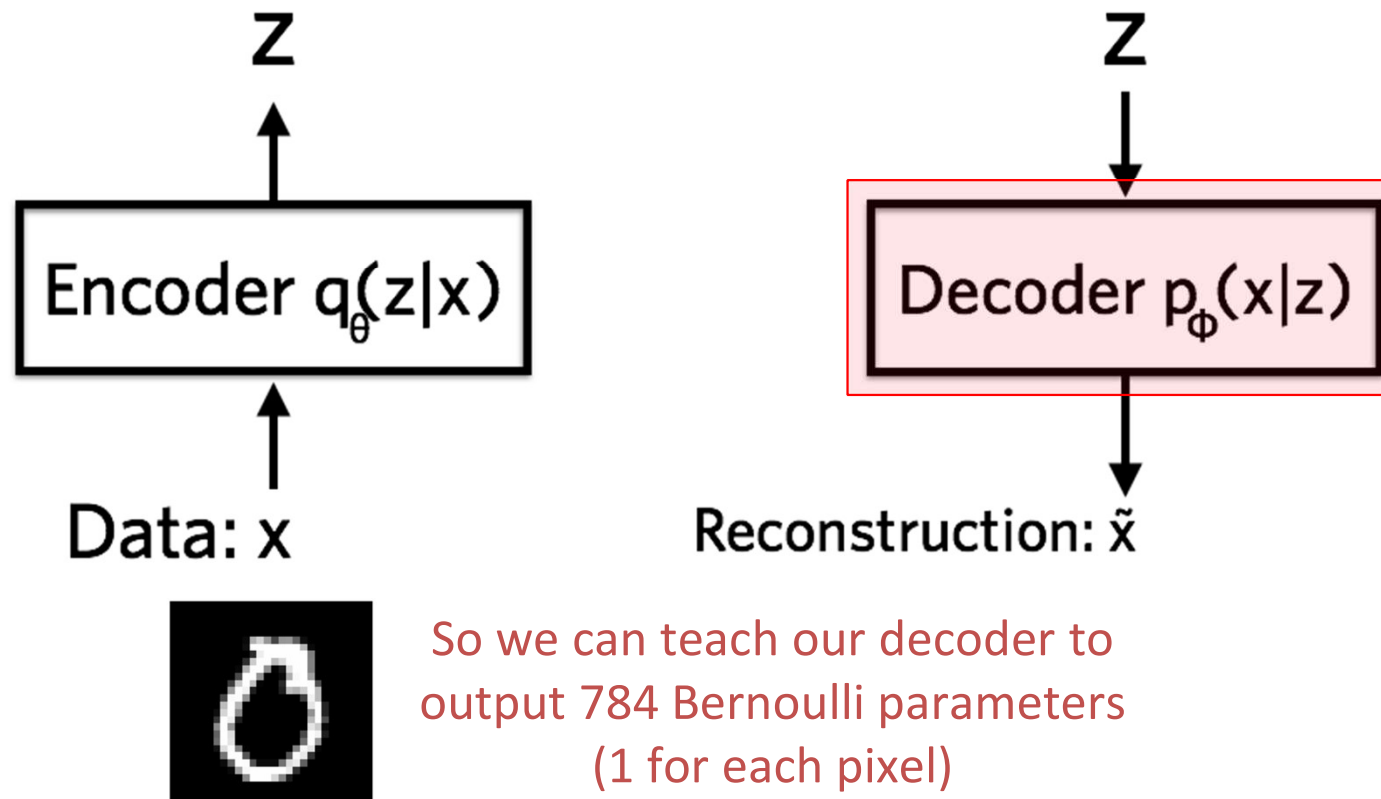 z
z
Encoder qθ(z|x)
Decoder pϕ(x|z)
Data: x
Reconstruction: x̃
So we can teach our decoder to
output 784 Bernoulli parameters
(1 for each pixel)